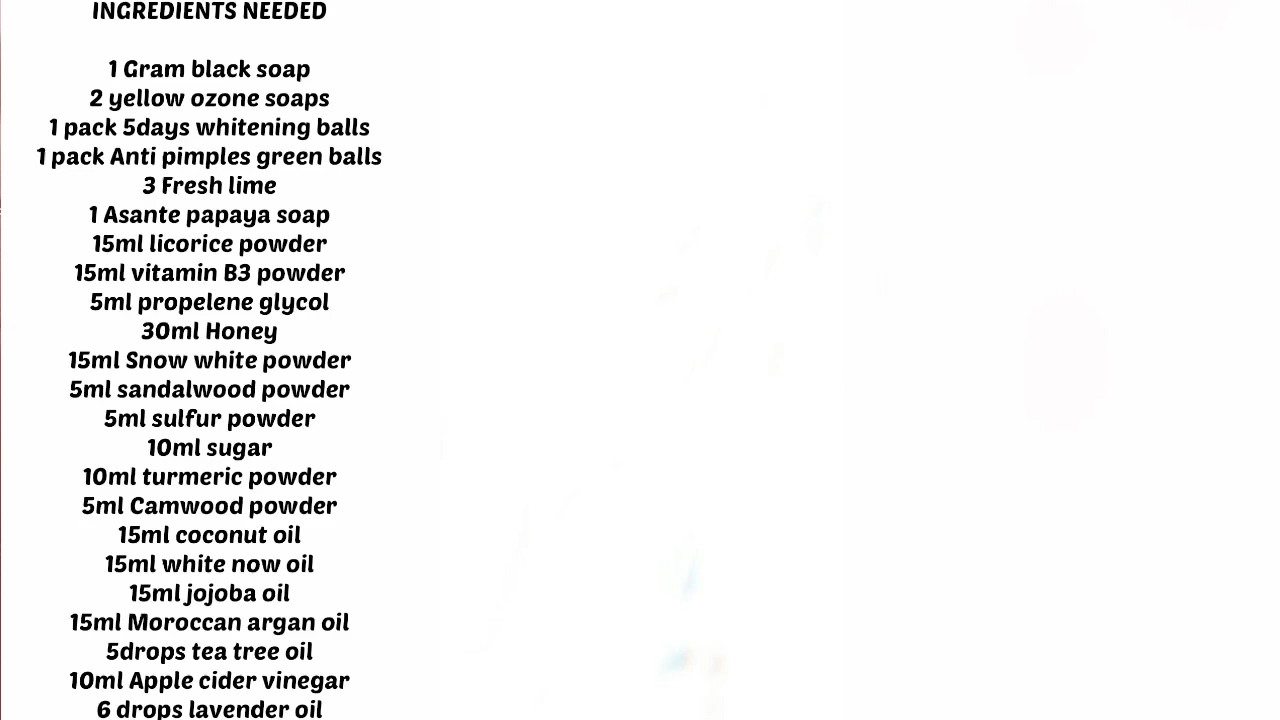 INGREDIENTS NEEDED
1 Gram black soap
2 yellow ozone soaps
1 pack 5days whitening balls
1 pack Anti pimples green balls
3 Fresh lime
1 Asante papaya soap
15ml licorice powder
15ml vitamin B3 powder
5ml propelene glycol
30ml Honey
15ml Snow white powder
5ml sandalwood powder
5ml sulfur powder
10ml sugar
10ml turmeric powder
5ml Camwood powder
15ml coconut oil
15ml white now oil
15ml jojoba oil
15ml Moroccan argan oil
5drops tea tree oil
10ml Apple cider vinegar
6 drops lavender oil